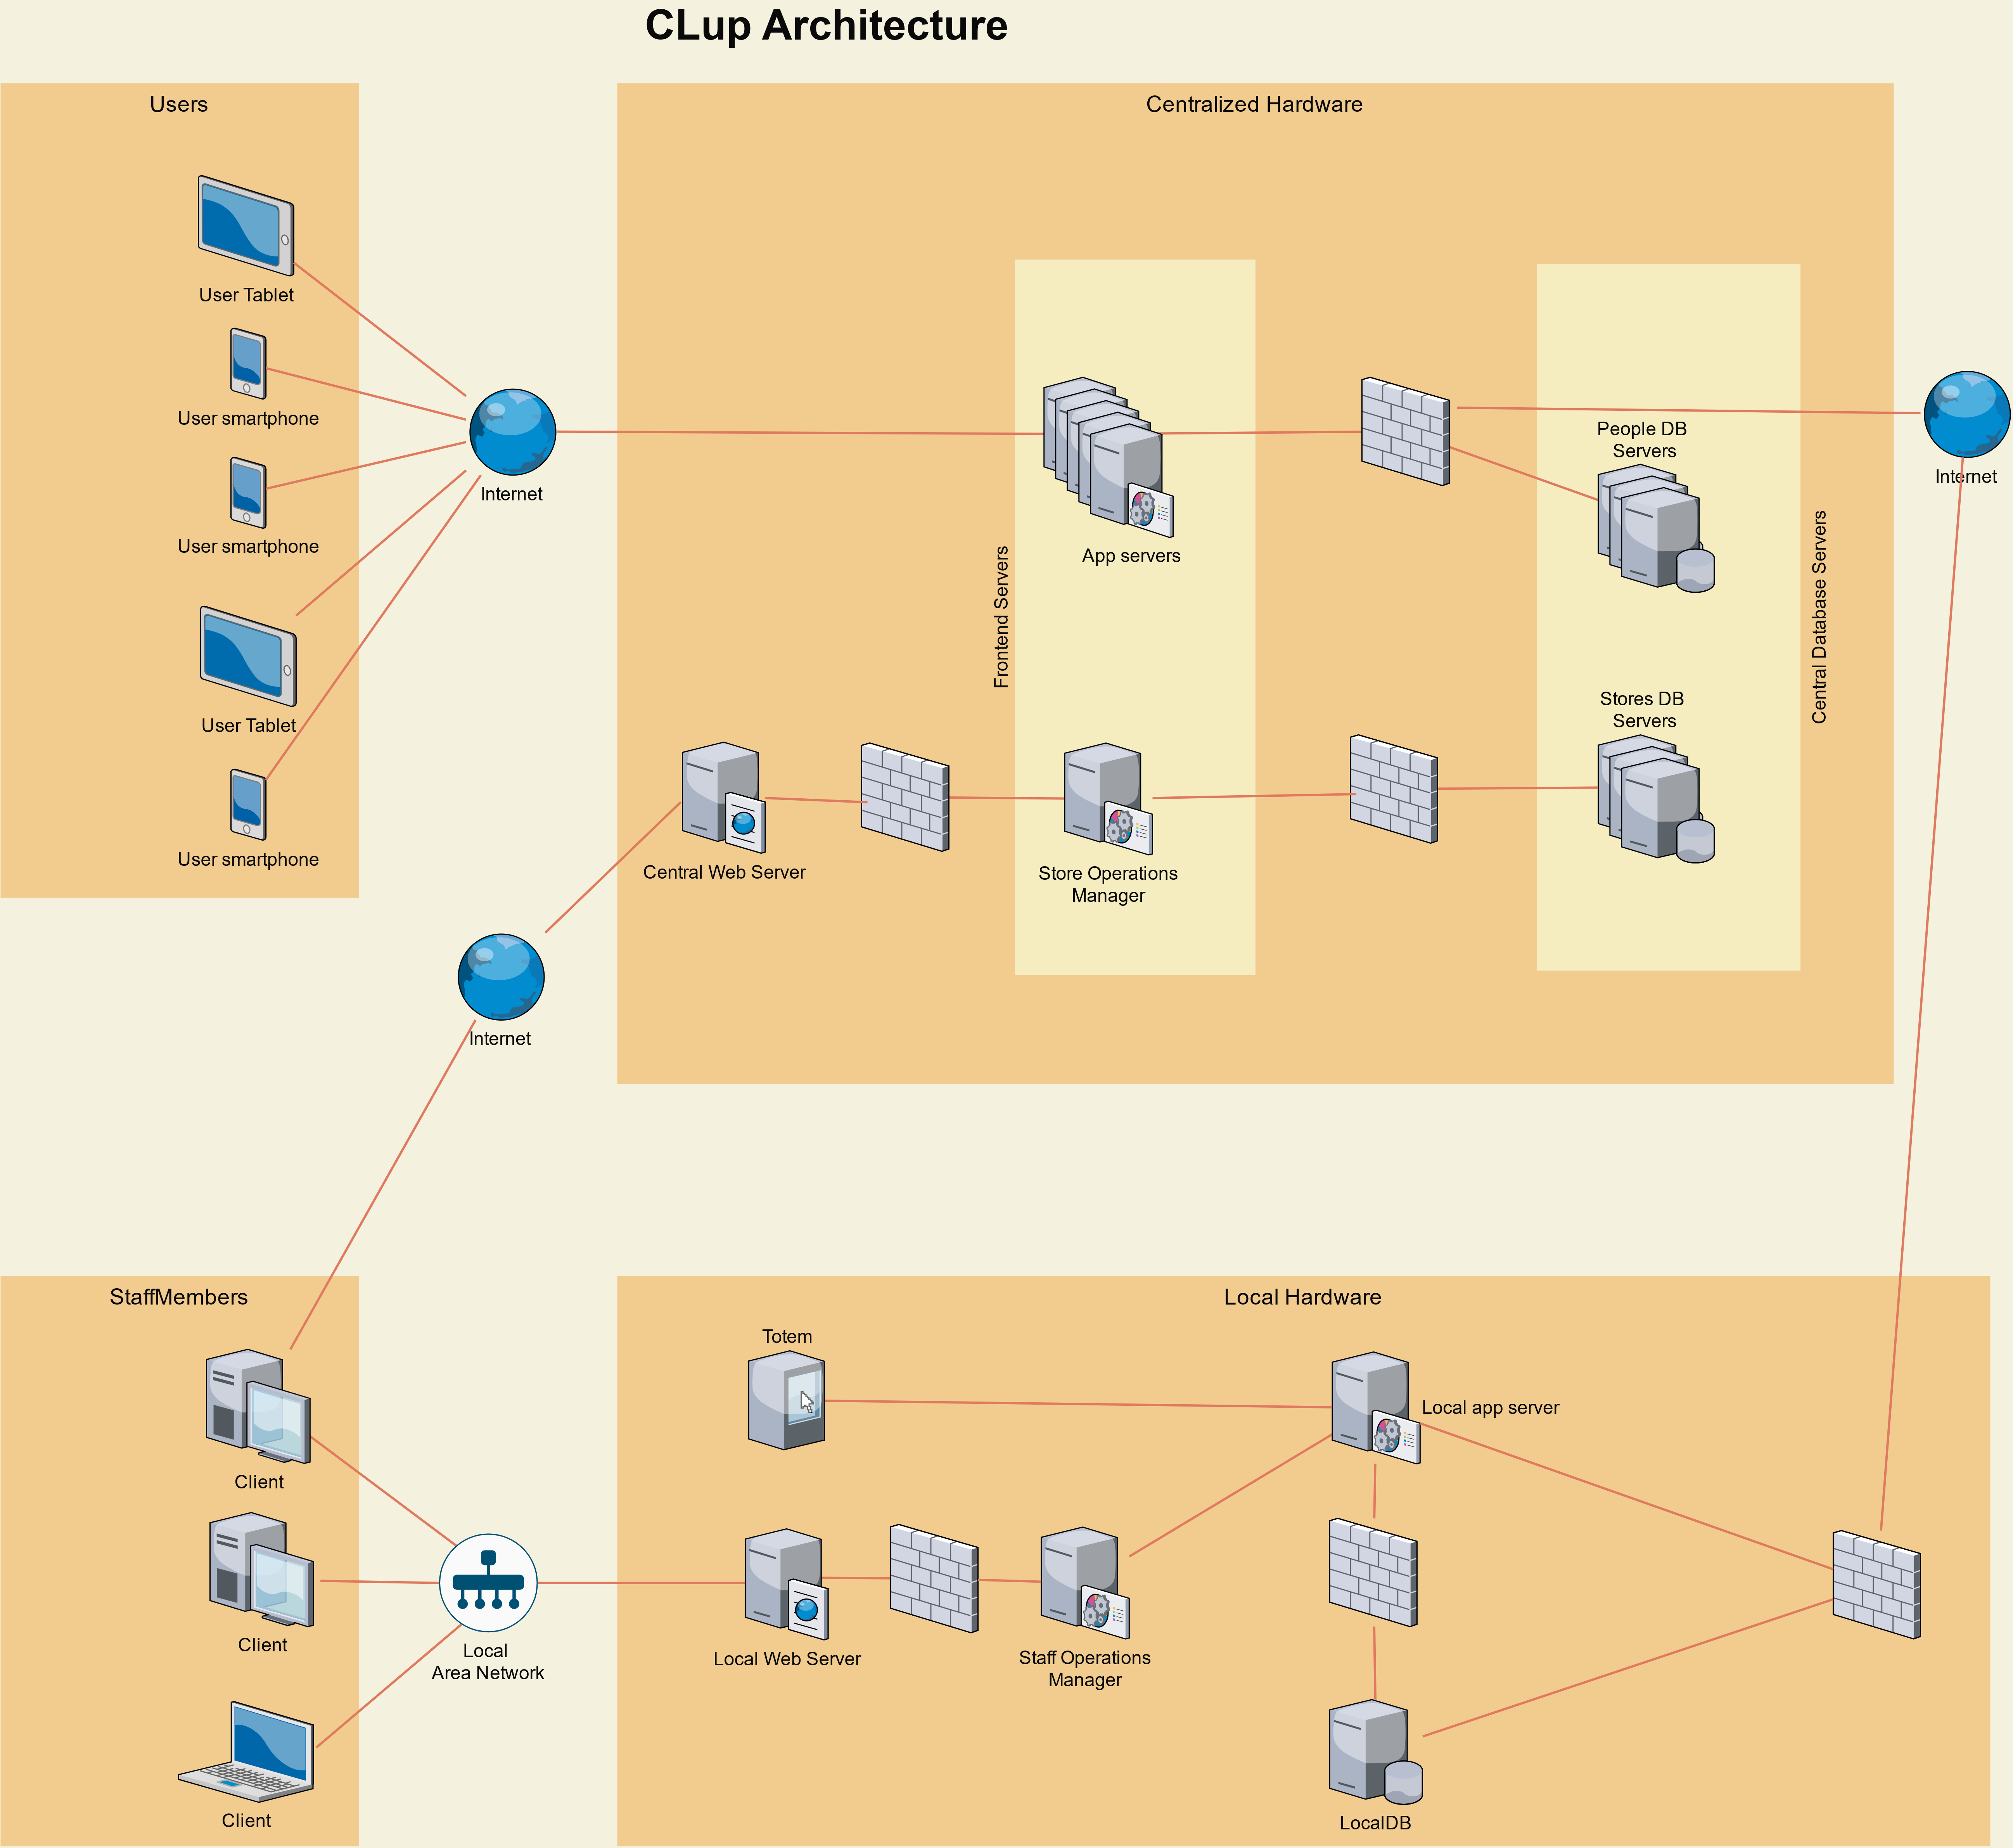 CLup Architecture
Users
User Tablet
User smartphone
User smartphone
User Tablet
User smartphone
Internet
Centralized Hardware
Frontend Servers
App servers
People DB
Servers
Central Database Servers
Internet
Central Web Server
Store Operations
Manager
Stores DB
Servers
Internet
StaffMembers
Client
Client
Client
Local
Area Network
Local Hardware
Totem
Local app server
Local Web Server
Staff Operations
Manager
LocalDB